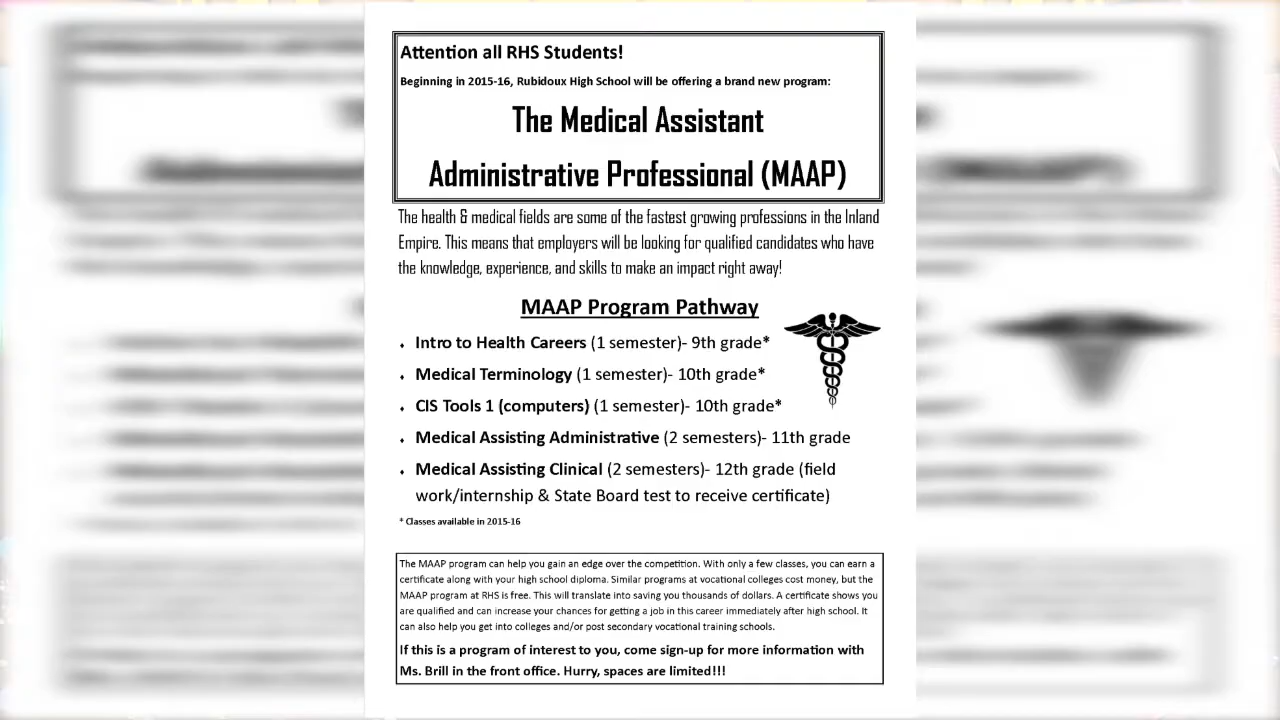 Attention all RHS Students!
Beginning in 2015-16, Rubidoux High School will be offering a brand new program:
The Medical Assistant
Administrative Professional (MAAP)
The health & medical fields are some of the fastest growing professions in the Inland
Empire. This means that employers will be looking for qualified candidates who have
the knowledge, experience, and skills to make an impact right away!
MAAP Program Pathway
⬧ Intro to Health Careers (1 semester)- 9th grade*
⬧ Medical Terminology (1 semester)- 10th grade*
⬧ CIS Tools 1 (computers) (1 semester)- 10th grade*
⬧ Medical Assisting Administrative (2 semesters)- 11th grade
⬧ Medical Assisting Clinical (2 semesters)- 12th grade (field
work/internship & State Board test to receive certificate)
* Classes available in 2015-16
The MAAP program can help you gain an edge over the competition. With only a few classes, you can earn a
certificate along with your high school diploma. Similar programs at vocational colleges cost money, but the
MAAP program at RHS is free. This will translate into saving you thousands of dollars. A certificate shows you
are qualified and can increase your chances for getting a job in this career immediately after high school. It
can also help you get into colleges and/or post secondary vocational training schools.
If this is a program of interest to you, come sign-up for more information with
Ms. Brill in the front office. Hurry, spaces are limited!!!